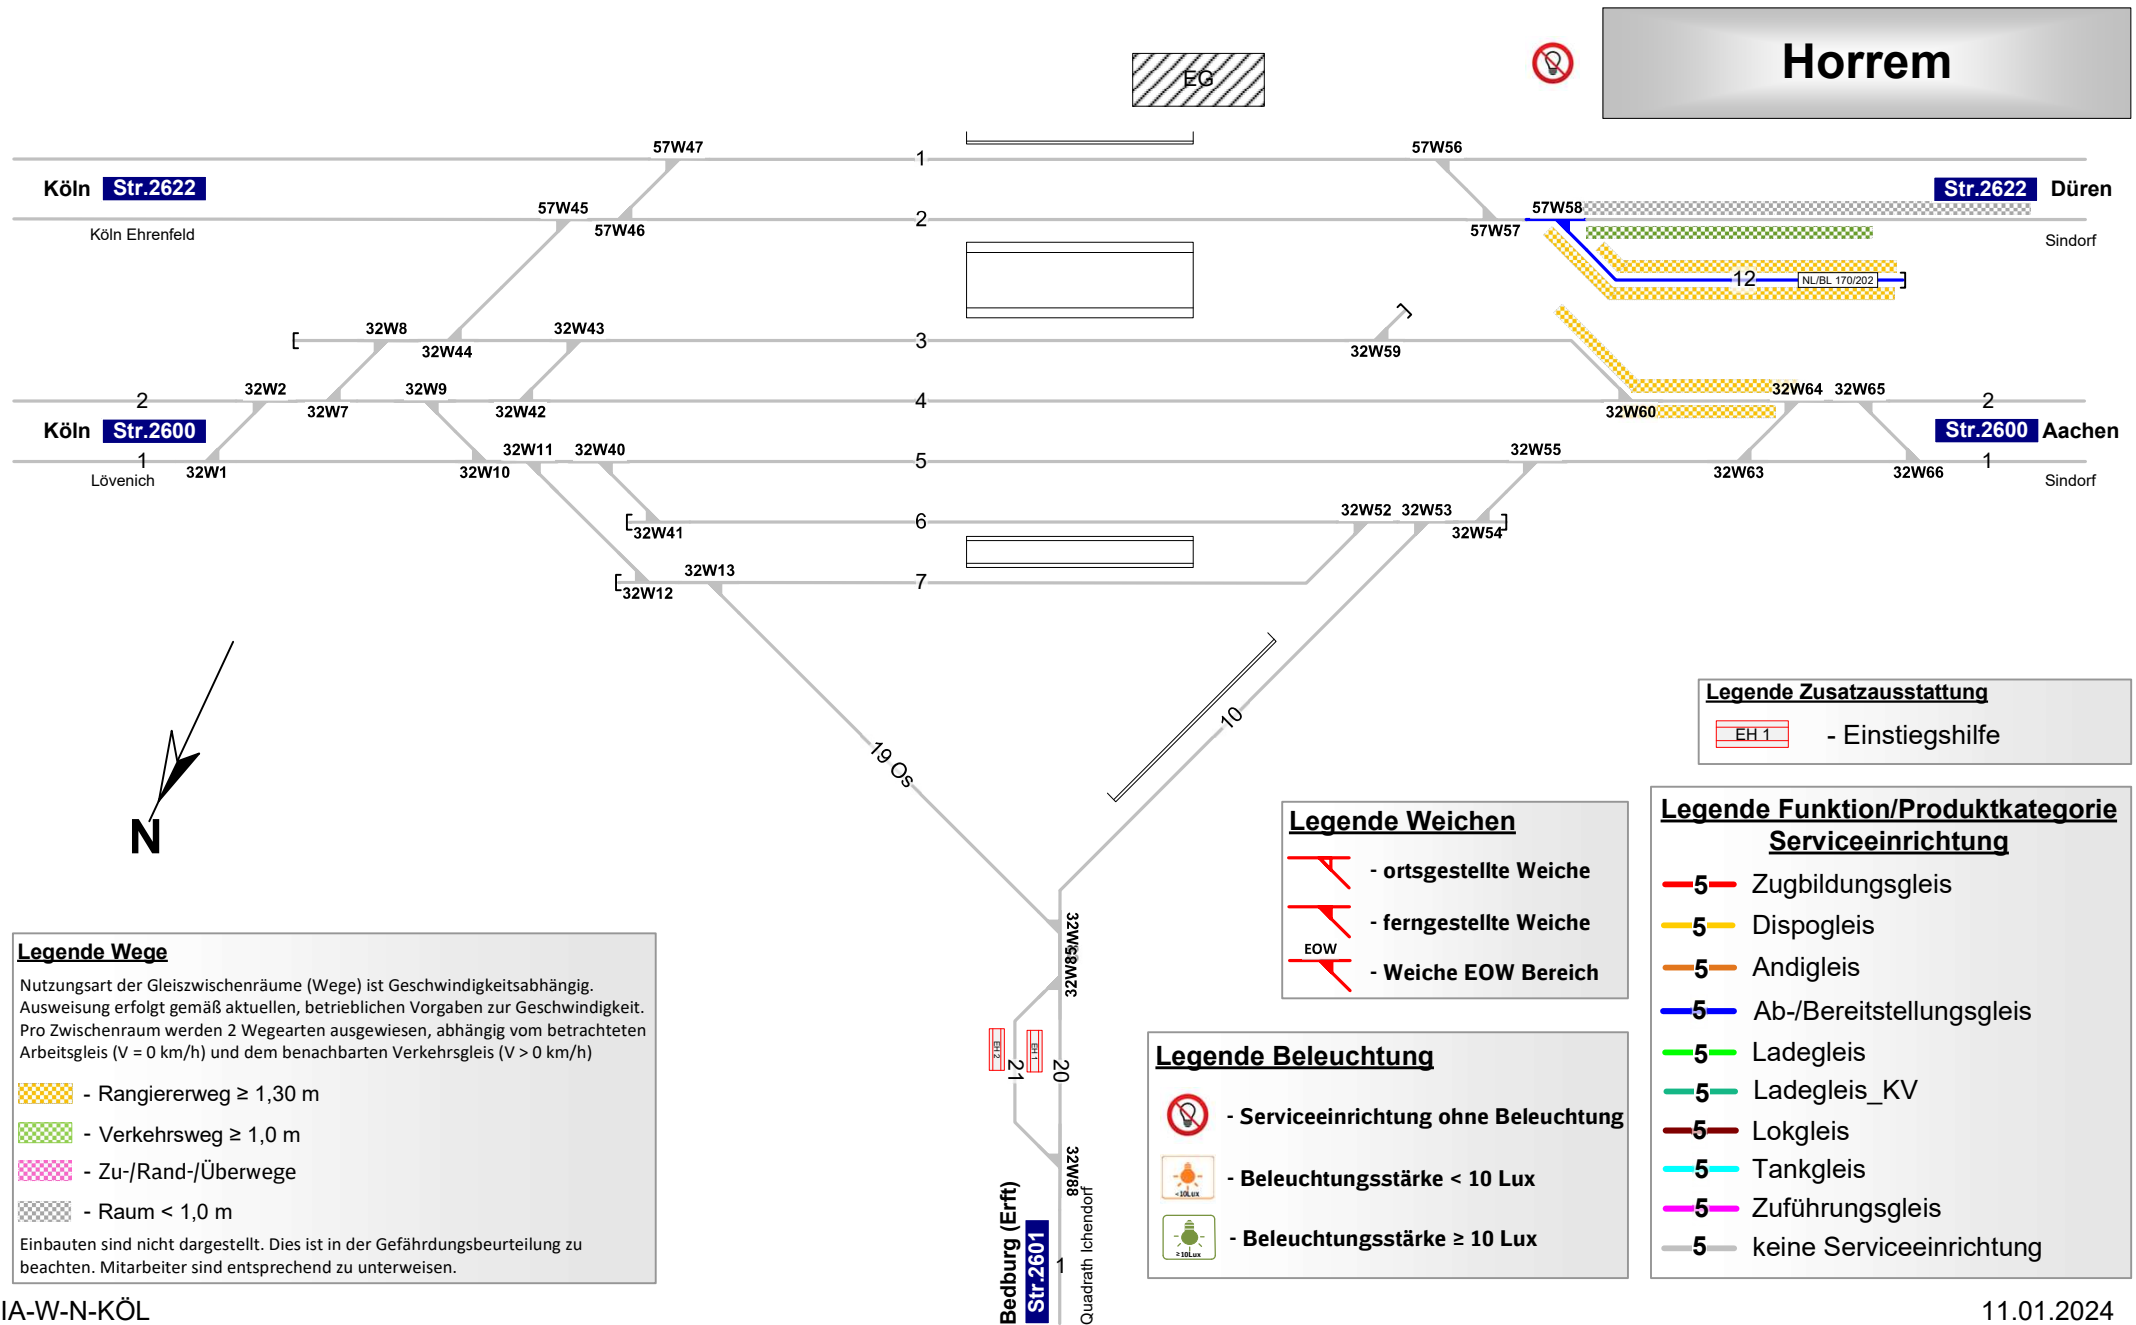 EG
Horrem
57W47
1
57W56
Köln Str.2622
Str.2622 Düren
57W45
57W46
2
57W57
57W58
Köln Ehrenfeld
Sindorf
12
NL/BL 170/202
32W8
32W44
32W43
3
32W59
2
32W2
32W7
32W9
32W42
4
32W60
32W64
32W65
2
Köln Str.2600
Str.2600 Aachen
1
32W1
32W10
32W11
32W40
5
32W55
32W63
32W66
1
Lövenich
Sindorf
32W41
6
32W52
32W53
32W54
32W12
32W13
7
N
19 Os
10
32W85
32W86
EH 2
21
EH 1
20
32W88
Bedburg (Erft)
Str.2601
1
Quadrath Ichendorf
Legende Zusatzausstattung
EH 1 - Einstiegshilfe
Legende Weichen
- ortsgestellte Weiche
- ferngestellte Weiche
EOW
- Weiche EOW Bereich
Legende Funktion/Produktkategorie
Serviceeinrichtung
5 Zugbildungsgleis
5 Dispogleis
5 Andigleis
5 Ab-/Bereitstellungsgleis
5 Ladegleis
5 Ladegleis_KV
5 Lokgleis
5 Tankgleis
5 Zuführungsgleis
5 keine Serviceeinrichtung
Legende Beleuchtung
- Serviceeinrichtung ohne Beleuchtung
<10Lux
- Beleuchtungsstärke < 10 Lux
≥10Lux
- Beleuchtungsstärke ≥ 10 Lux
Legende Wege
Nutzungsart der Gleiszwischenräume (Wege) ist Geschwindigkeitsabhängig.
Ausweisung erfolgt gemäß aktuellen, betrieblichen Vorgaben zur Geschwindigkeit.
Pro Zwischenraum werden 2 Wegearten ausgewiesen, abhängig vom betrachteten
Arbeitsgleis (V = 0 km/h) und dem benachbarten Verkehrsgleis (V > 0 km/h)
- Rangiererweg ≥ 1,30 m
- Verkehrsweg ≥ 1,0 m
- Zu-/Rand-/Überwege
- Raum < 1,0 m
Einbauten sind nicht dargestellt. Dies ist in der Gefährdungsbeurteilung zu
beachten. Mitarbeiter sind entsprechend zu unterweisen.
IA-W-N-KÖL
11.01.2024